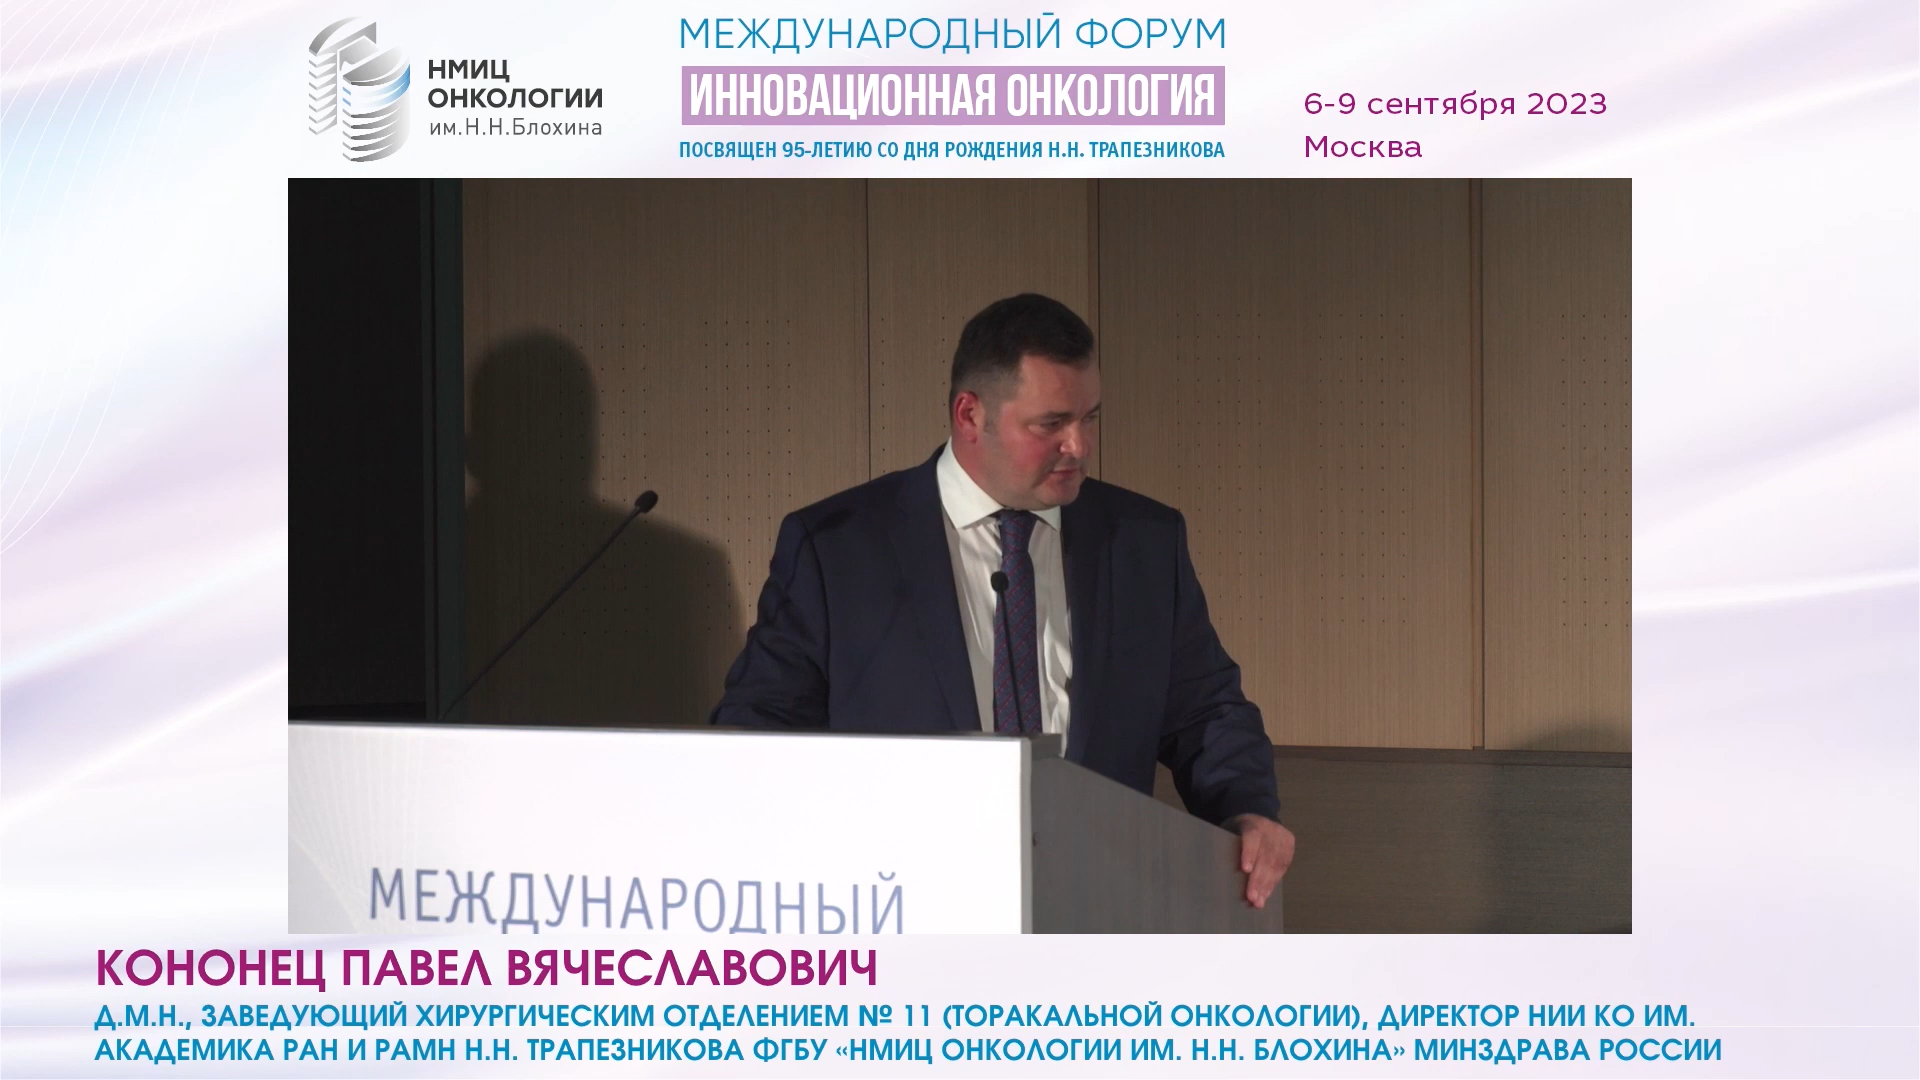 НМИЦ
ОНКОЛОГИИ
им.Н.Н.Блохина
МЕЖДУНАРОДНЫЙ ФОРУМ
ИННОВАЦИОННАЯ ОНКОЛОГИЯ
ПОСВЯЩЕН 95-ЛЕТИЮ СО ДНЯ РОЖДЕНИЯ Н.Н. ТРАПЕЗНИКОВА
6-9 сентября 2023
Москва
МЕЖДУНАРОДНЫЙ
КОНОНЕЦ ПАВЕЛ ВЯЧЕСЛАВОВИЧ
Д.М.Н., ЗАВЕДУЮЩИЙ ХИРУРГИЧЕСКИМ ОТДЕЛЕНИЕМ № 11 (ТОРАКАЛЬНОЙ ОНКОЛОГИИ), ДИРЕКТОР НИИ КО ИМ.
АКАДЕМИКА РАН И РАМН Н.Н. ТРАПЕЗНИКОВА ФГБУ «НМИЦ ОНКОЛОГИИ ИМ. Н.Н. БЛОХИНА» МИНЗДРАВА РОССИИ